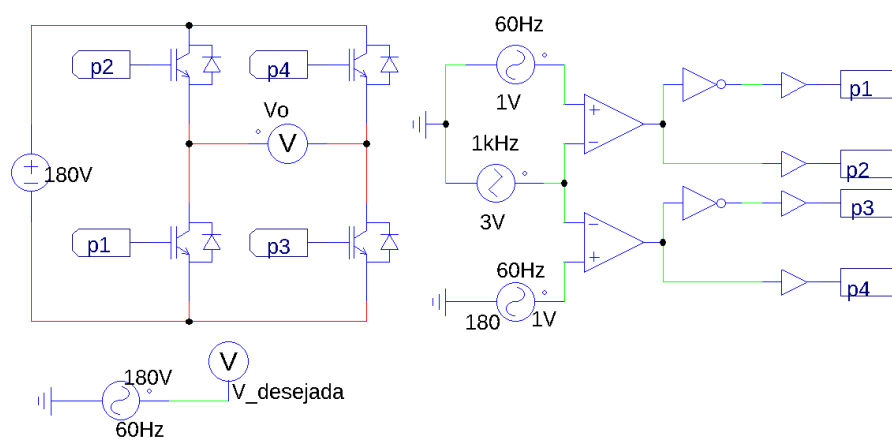 60Hz
p2
p4
p1
1V
Vo
V
1kHz
180V
p2
3V
p3
p1
p3
60Hz
180
1V
p4
180V
V
V_desejada
60Hz